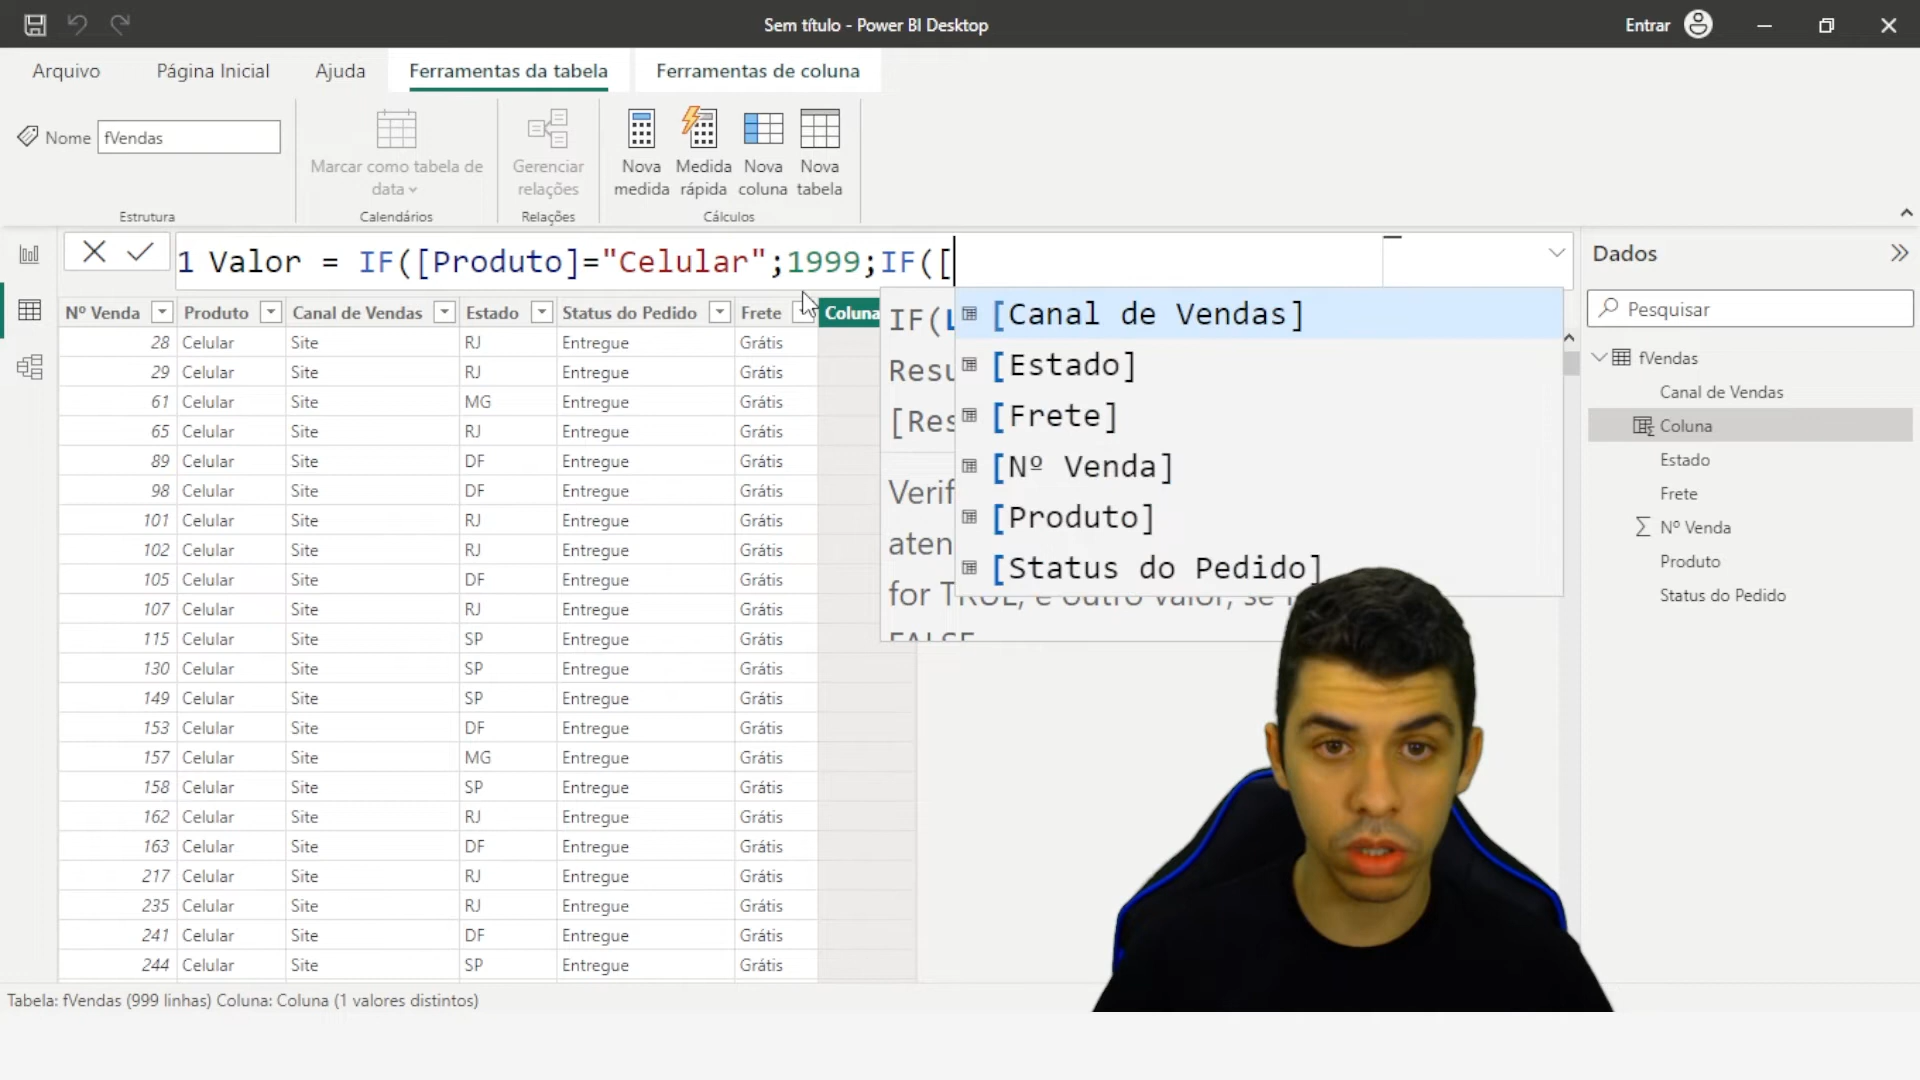 Sem título - Power BI Desktop
Entrar
Arquivo
Página Inicial
Ajuda
Ferramentas da tabela
Ferramentas de coluna
Nome
fVendas
Marcar como tabela de
data
Gerenciar
relações
Nova
medida
Medida
rápida
Nova
coluna
Nova
tabela
Estrutura
Calendários
Relações
Cálculos
1 Valor = IF([Produto]="Celular";1999;IF([
Dados
Pesquisar
Nº Venda Produto Canal de Vendas Estado Status do Pedido Frete Coluna
28 Celular Site RJ Entregue Grátis
29 Celular Site RJ Entregue Grátis
61 Celular Site MG Entregue Grátis
65 Celular Site RJ Entregue Grátis
89 Celular Site DF Entregue Grátis
98 Celular Site DF Entregue Grátis
101 Celular Site RJ Entregue Grátis
102 Celular Site RJ Entregue Grátis
105 Celular Site DF Entregue Grátis
107 Celular Site RJ Entregue Grátis
115 Celular Site SP Entregue Grátis
130 Celular Site SP Entregue Grátis
149 Celular Site SP Entregue Grátis
153 Celular Site DF Entregue Grátis
157 Celular Site MG Entregue Grátis
158 Celular Site SP Entregue Grátis
162 Celular Site RJ Entregue Grátis
163 Celular Site DF Entregue Grátis
217 Celular Site RJ Entregue Grátis
235 Celular Site RJ Entregue Grátis
241 Celular Site DF Entregue Grátis
244 Celular Site SP Entregue Grátis
IF(
[Canal de Vendas]
[Estado]
[Frete]
[Nº Venda]
[Produto]
[Status do Pedido]
for TRUE, e outro valor, se
FALSE
fVendas
Canal de Vendas
Coluna
Estado
Frete
Nº Venda
Produto
Status do Pedido
Tabela: fVendas (999 linhas) Coluna: Coluna (1 valores distintos)